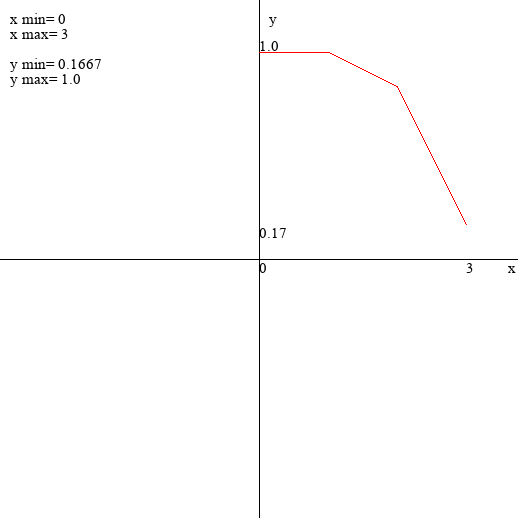 x min= 0
x max= 3
y min= 0.1667
y max= 1.0
y
1.0
0.17
0
3
x